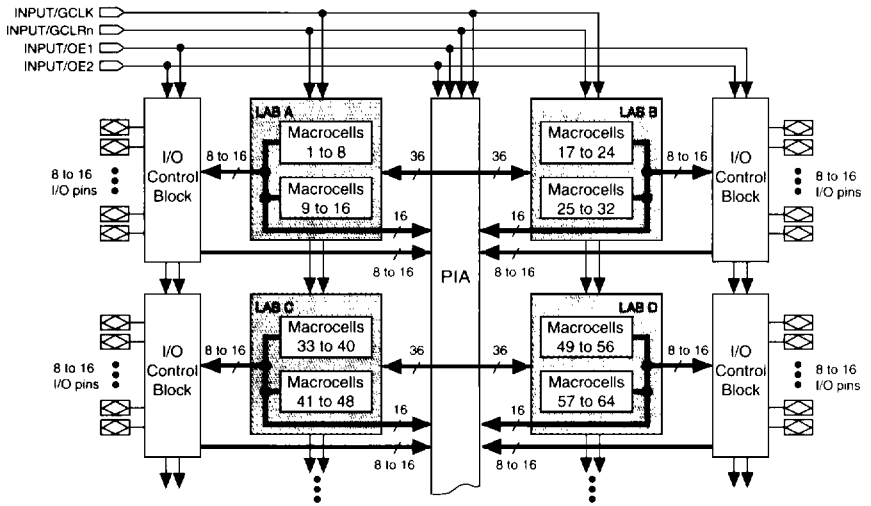 INPUT/GCLK
INPUT/GCLRn
INPUT/OE1
INPUT/OE2
LAB A
LAB B
Macrocells
1 to 8
Macrocells
17 to 24
8 to 16
36
36
8 to 16
I/O
Control
Block
I/O
Control
Block
8 to 16
I/O pins
8 to 16
I/O pins
Macrocells
9 to 16
Macrocells
25 to 32
16
16
8 to 16
8 to 16
PIA
LAB C
LAB D
Macrocells
33 to 40
Macrocells
49 to 56
8 to 16
36
36
8 to 16
I/O
Control
Block
I/O
Control
Block
8 to 16
I/O pins
8 to 16
I/O pins
Macrocells
41 to 48
Macrocells
57 to 64
16
16
8 to 16
8 to 16